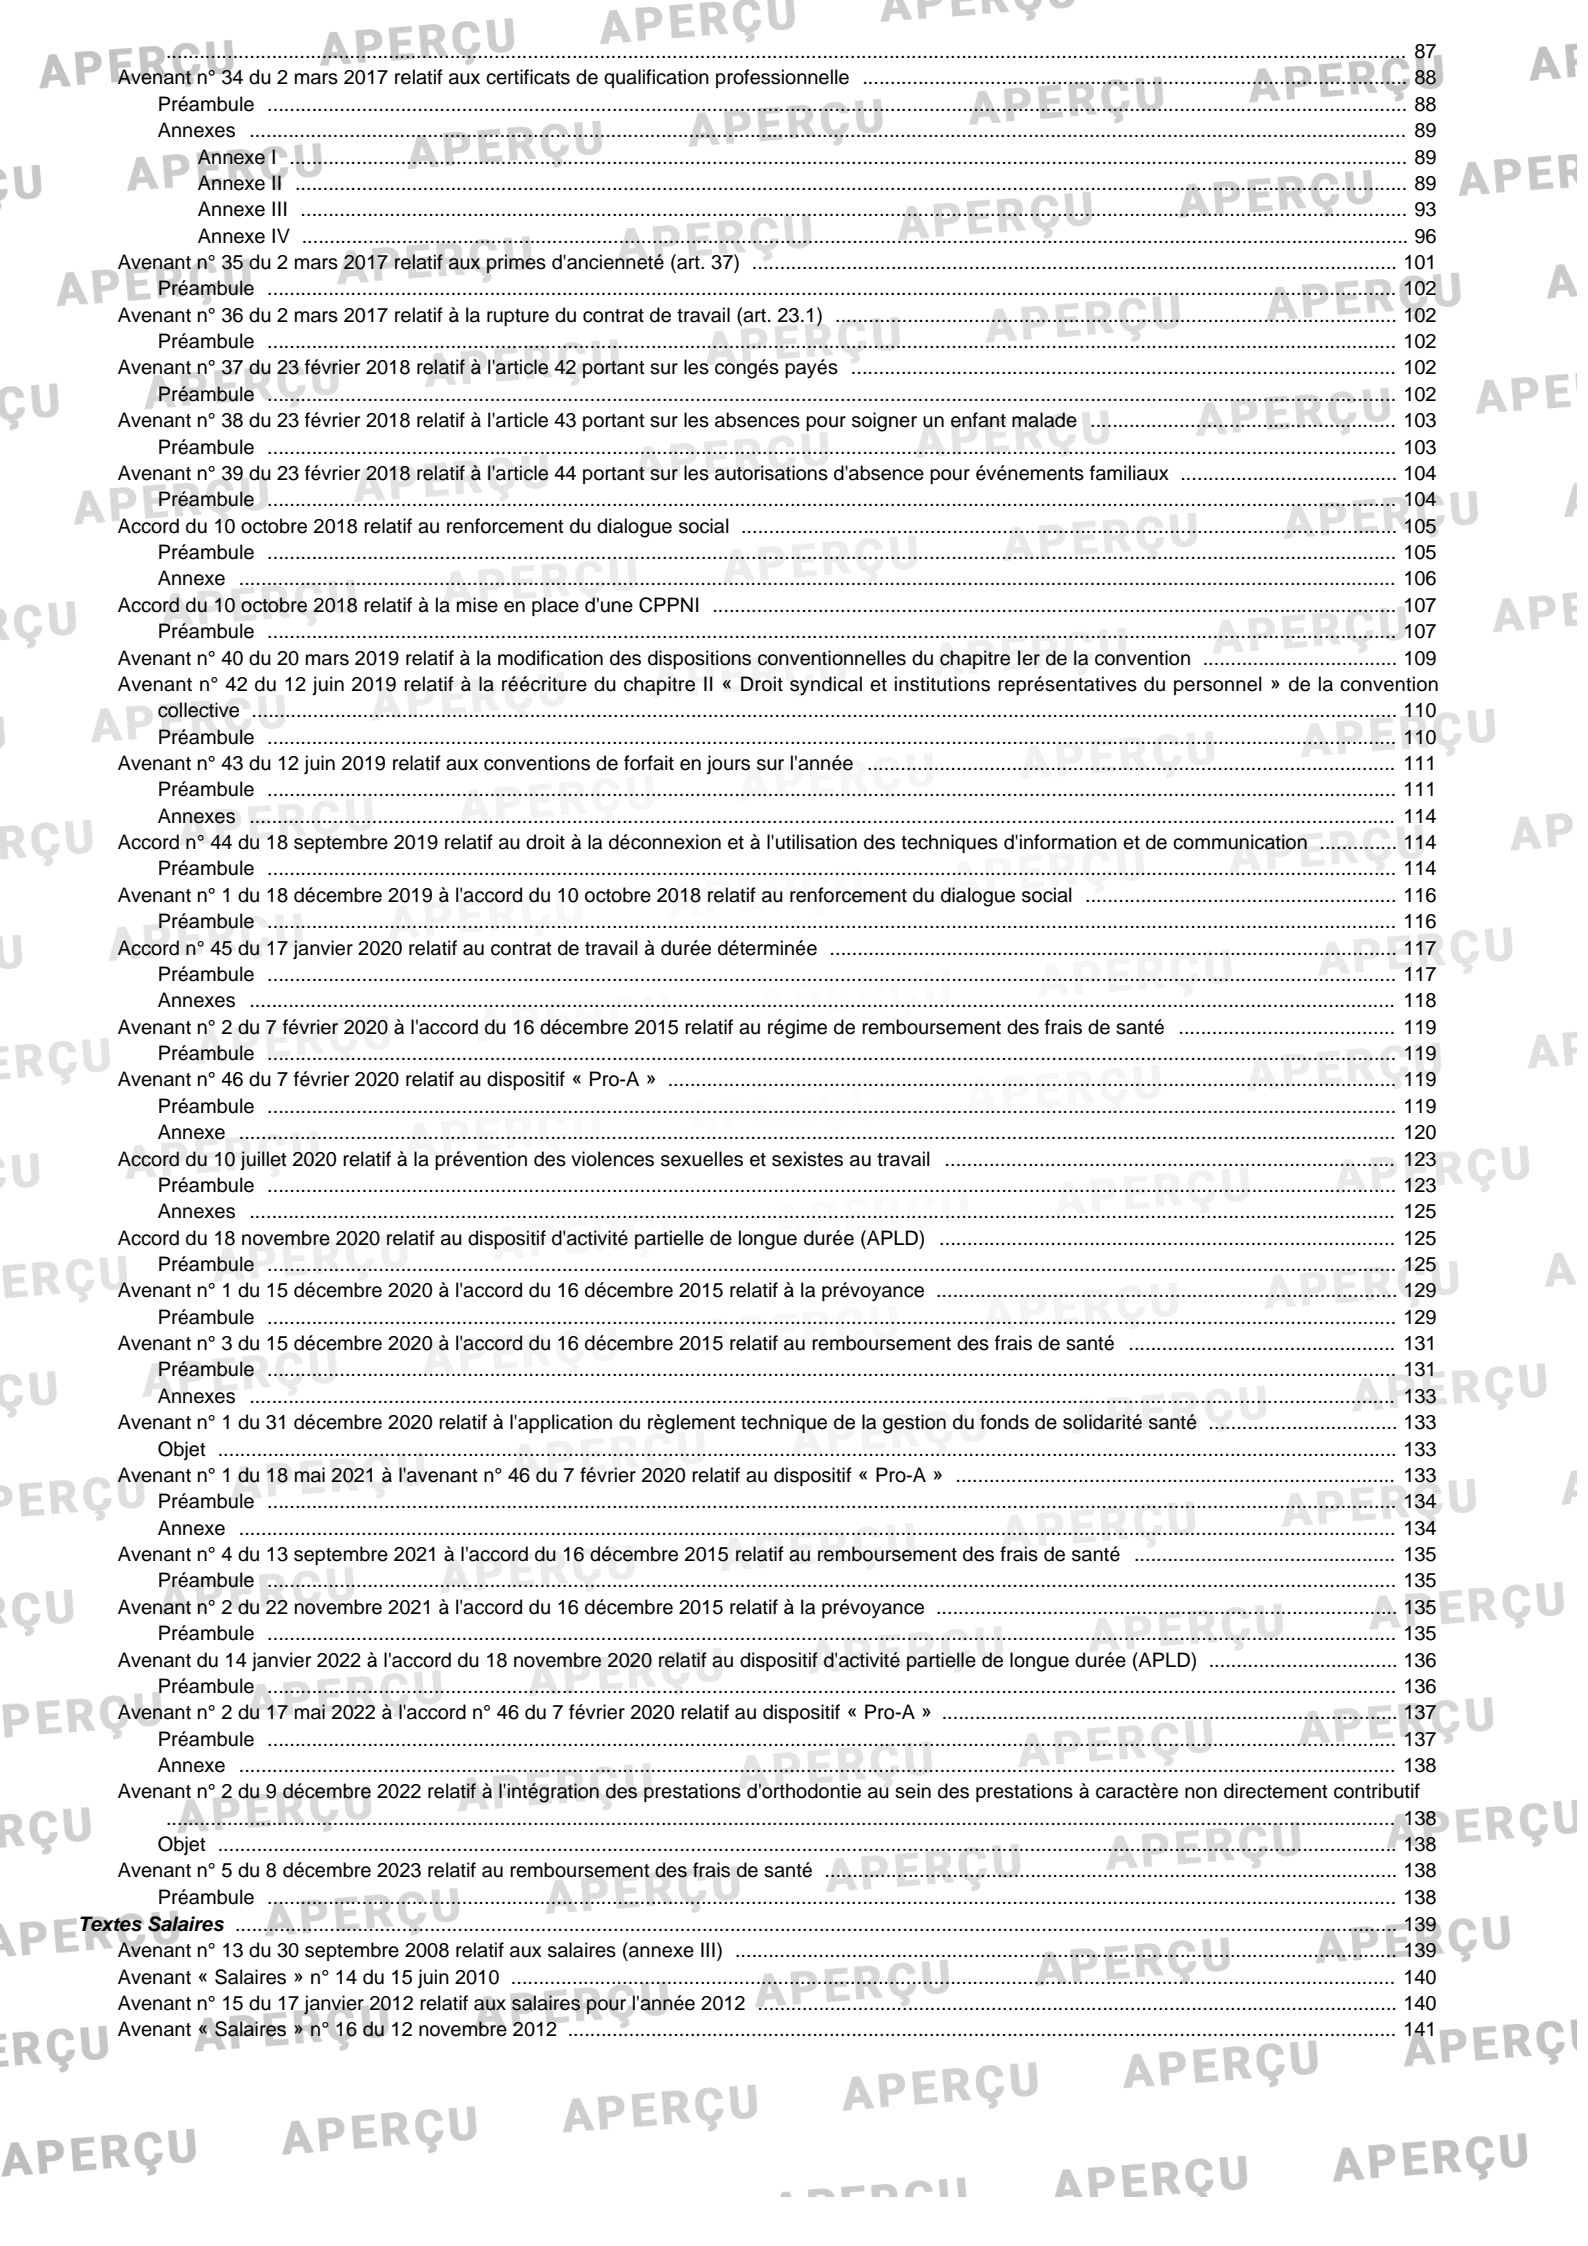 ........ 87
Avenant n° 34 du 2 mars 2017 relatif aux certificats de qualification professionnelle ........ 88
Préambule ........ 88
Annexes ........ 89
Annexe I ........ 89
Annexe II ........ 89
Annexe III ........ 93
Annexe IV ........ 96
Avenant n° 35 du 2 mars 2017 relatif aux primes d'ancienneté (art. 37) ........ 101
Préambule ........ 102
Avenant n° 36 du 2 mars 2017 relatif à la rupture du contrat de travail (art. 23.1) ........ 102
Préambule ........ 102
Avenant n° 37 du 23 février 2018 relatif à l'article 42 portant sur les congés payés ........ 102
Préambule ........ 102
Avenant n° 38 du 23 février 2018 relatif à l'article 43 portant sur les absences pour soigner un enfant malade ........ 103
Préambule ........ 103
Avenant n° 39 du 23 février 2018 relatif à l'article 44 portant sur les autorisations d'absence pour événements familiaux ........ 104
Préambule ........ 104
Accord du 10 octobre 2018 relatif au renforcement du dialogue social ........ 105
Préambule ........ 105
Annexe ........ 106
Accord du 10 octobre 2018 relatif à la mise en place d'une CPPNI ........ 107
Préambule ........ 107
Avenant n° 40 du 20 mars 2019 relatif à la modification des dispositions conventionnelles du chapitre Ier de la convention ........ 109
Avenant n° 42 du 12 juin 2019 relatif à la réécriture du chapitre II « Droit syndical et institutions représentatives du personnel » de la convention
collective ........ 110
Préambule ........ 110
Avenant n° 43 du 12 juin 2019 relatif aux conventions de forfait en jours sur l'année ........ 111
Préambule ........ 111
Annexes ........ 114
Accord n° 44 du 18 septembre 2019 relatif au droit à la déconnexion et à l'utilisation des techniques d'information et de communication ........ 114
Préambule ........ 114
Avenant n° 1 du 18 décembre 2019 à l'accord du 10 octobre 2018 relatif au renforcement du dialogue social ........ 116
Préambule ........ 116
Accord n° 45 du 17 janvier 2020 relatif au contrat de travail à durée déterminée ........ 117
Préambule ........ 117
Annexes ........ 118
Avenant n° 2 du 7 février 2020 à l'accord du 16 décembre 2015 relatif au régime de remboursement des frais de santé ........ 119
Préambule ........ 119
Avenant n° 46 du 7 février 2020 relatif au dispositif « Pro-A » ........ 119
Préambule ........ 119
Annexe ........ 120
Accord du 10 juillet 2020 relatif à la prévention des violences sexuelles et sexistes au travail ........ 123
Préambule ........ 123
Annexes ........ 125
Accord du 18 novembre 2020 relatif au dispositif d'activité partielle de longue durée (APLD) ........ 125
Préambule ........ 125
Avenant n° 1 du 15 décembre 2020 à l'accord du 16 décembre 2015 relatif à la prévoyance ........ 129
Préambule ........ 129
Avenant n° 3 du 15 décembre 2020 à l'accord du 16 décembre 2015 relatif au remboursement des frais de santé ........ 131
Préambule ........ 131
Annexes ........ 133
Avenant n° 1 du 31 décembre 2020 relatif à l'application du règlement technique de la gestion du fonds de solidarité santé ........ 133
Objet ........ 133
Avenant n° 1 du 18 mai 2021 à l'avenant n° 46 du 7 février 2020 relatif au dispositif « Pro-A » ........ 133
Préambule ........ 134
Annexe ........ 134
Avenant n° 4 du 13 septembre 2021 à l'accord du 16 décembre 2015 relatif au remboursement des frais de santé ........ 135
Préambule ........ 135
Avenant n° 2 du 22 novembre 2021 à l'accord du 16 décembre 2015 relatif à la prévoyance ........ 135
Préambule ........ 135
Avenant du 14 janvier 2022 à l'accord du 18 novembre 2020 relatif au dispositif d'activité partielle de longue durée (APLD) ........ 136
Préambule ........ 136
Avenant n° 2 du 17 mai 2022 à l'accord n° 46 du 7 février 2020 relatif au dispositif « Pro-A » ........ 137
Préambule ........ 137
Annexe ........ 138
Avenant n° 2 du 9 décembre 2022 relatif à l'intégration des prestations d'orthodontie au sein des prestations à caractère non directement contributif
........ 138
Objet ........ 138
Avenant n° 5 du 8 décembre 2023 relatif au remboursement des frais de santé ........ 138
Préambule ........ 138
Textes Salaires ........ 139
Avenant n° 13 du 30 septembre 2008 relatif aux salaires (annexe III) ........ 139
Avenant « Salaires » n° 14 du 15 juin 2010 ........ 140
Avenant n° 15 du 17 janvier 2012 relatif aux salaires pour l'année 2012 ........ 140
Avenant « Salaires » n° 16 du 12 novembre 2012 ........ 141
APERÇU